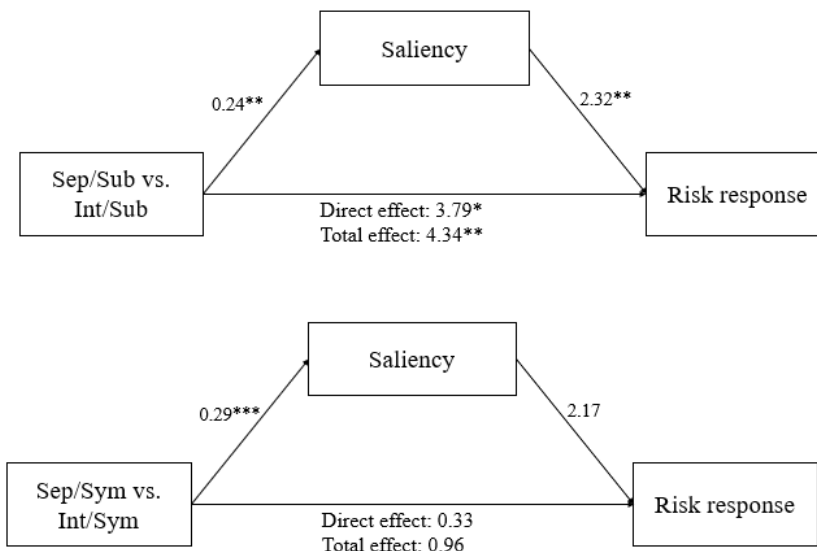 Saliency
0.24**
2.32**
Sep/Sub vs.
Int/Sub
Risk response
Direct effect: 3.79*
Total effect: 4.34**
Saliency
0.29***
2.17
Sep/Sym vs.
Int/Sym
Risk response
Direct effect: 0.33
Total effect: 0.96